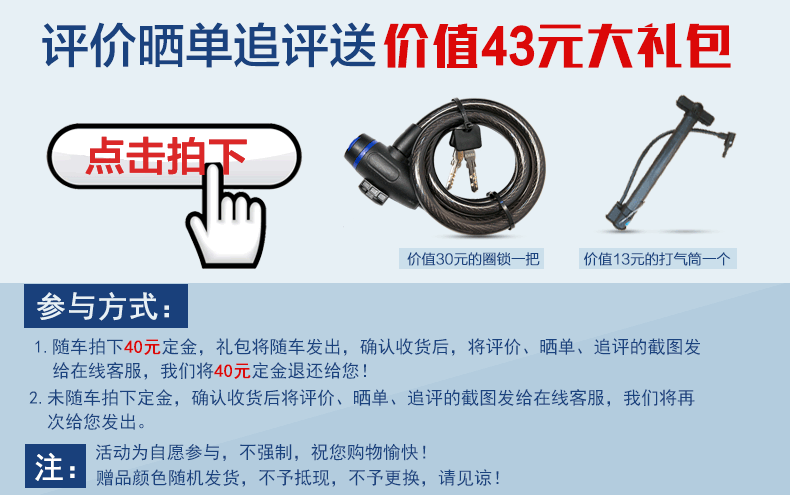 评价晒单追评送 价值43元大礼包
点击拍下
价值30元的圈锁一把
价值13元的打气筒一个
参与方式：
1. 随车拍下40元定金，礼包将随车发出，确认收货后，将评价、晒单、追评的截图发
给在线客服，我们将40元定金退还给您！
2. 未随车拍下定金，确认收货后将评价、晒单、追评的截图发给在线客服，我们将再
次给您发出。
注：
活动为自愿参与，不强制，祝您购物愉快！
赠品颜色随机发货，不予抵现，不予更换，请见谅！